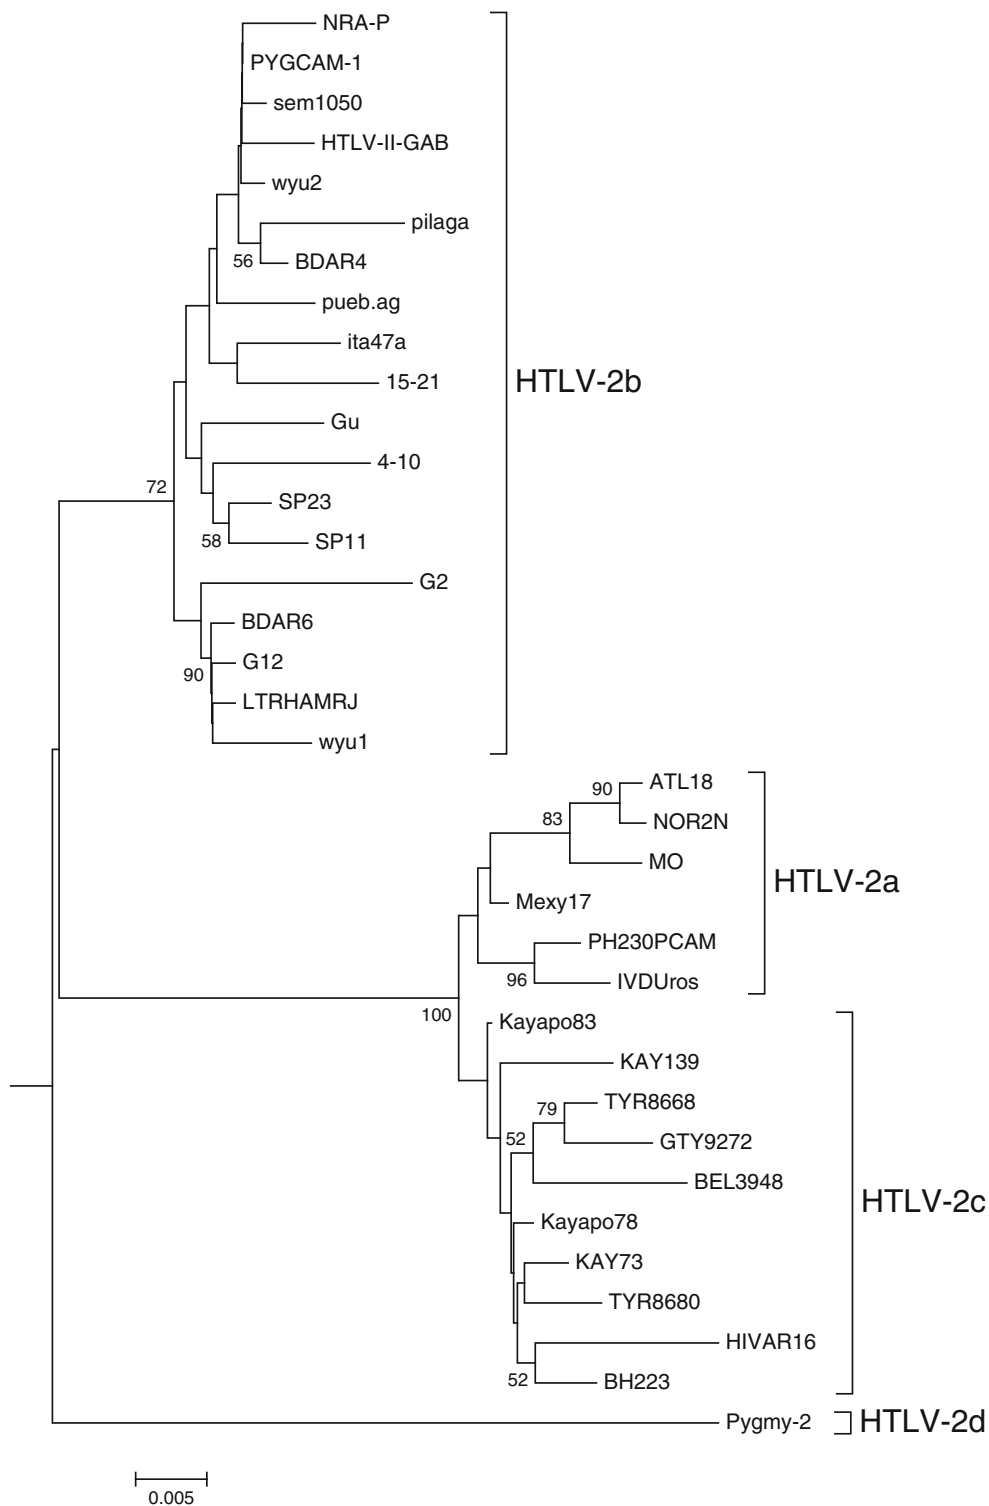 NRA-P
PYGCAM-1
sem1050
HTLV-II-GAB
wyu2
pilaga
56
BDAR4
pueb.ag
ita47a
15-21
HTLV-2b
Gu
4-10
72
SP23
58
SP11
G2
BDAR6
G12
90
LTRHAMRJ
wyu1
ATL18
90
83
NOR2N
MO
HTLV-2a
Mexy17
PH230PCAM
96
IVDUros
100
Kayapo83
KAY139
TYR8668
79
52
GTY9272
BEL3948
HTLV-2c
Kayapo78
KAY73
TYR8680
HIVAR16
52
BH223
Pygmy-2
HTLV-2d
0.005